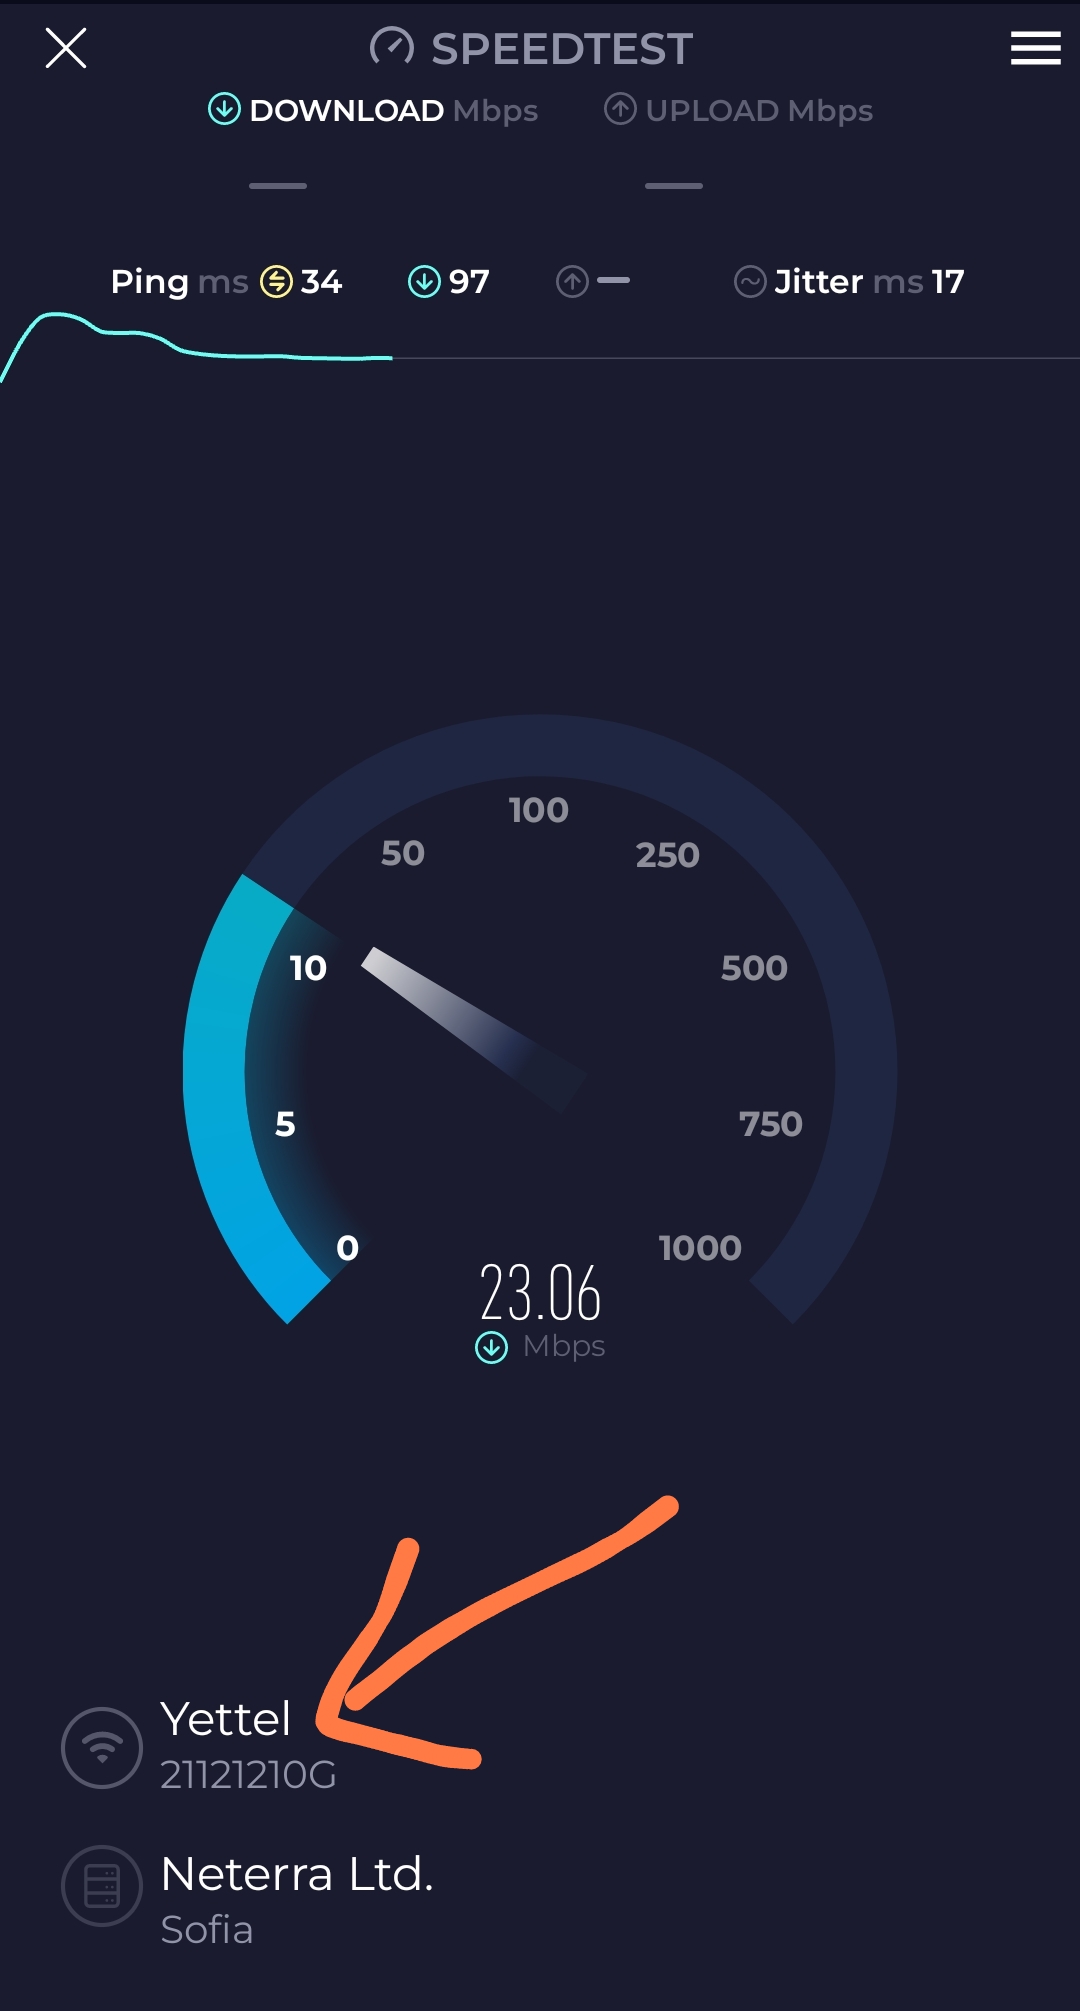 SPEEDTEST
DOWNLOAD Mbps UPLOAD Mbps
Ping ms 34 97 Jitter ms 17
100
50 250
10 500
5 750
0 1000
23.06
Mbps
Yettel
21121210G
Neterra Ltd.
Sofia